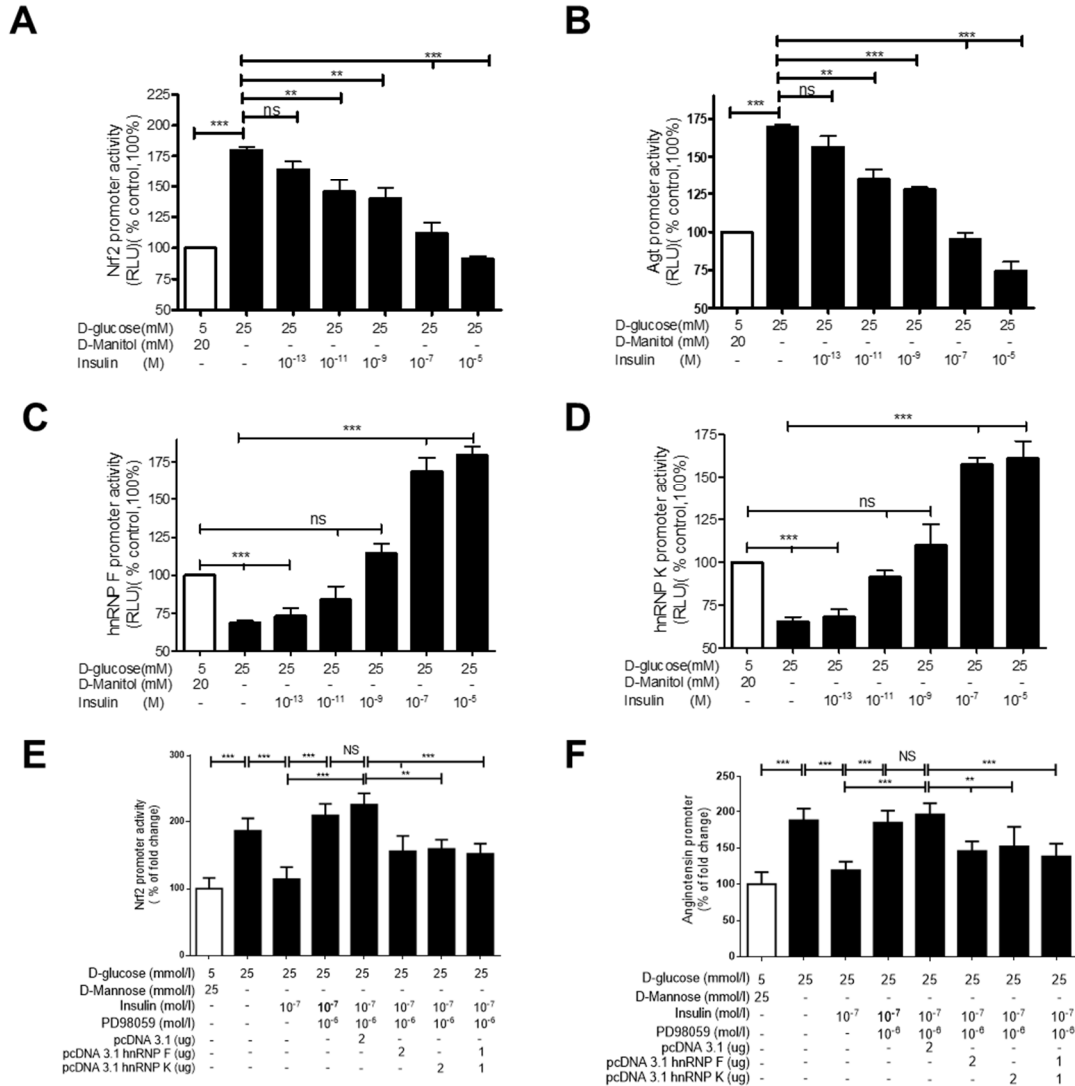 A
***
**
**
ns
***
Nrf2 promoter activity
(RLU)( % control,100%)
225
200
175
150
125
100
75
50
D-glucose(mM) 5 25 25 25 25 25 25
D-Manitol (mM) 20 - - - - - -
Insulin (M) - - 10⁻¹³ 10⁻¹¹ 10⁻⁹ 10⁻⁷ 10⁻⁵
B
***
***
**
ns
***
Agt promoter activity
(RLU)( % control,100%)
175
150
125
100
75
50
D-glucose(mM) 5 25 25 25 25 25 25
D-Manitol (mM) 20 - - - - - -
Insulin (M) - - 10⁻¹³ 10⁻¹¹ 10⁻⁹ 10⁻⁷ 10⁻⁵
C
***
ns
***
hnRNP F promoter activity
(RLU)( % control,100%)
175
150
125
100
75
50
D-glucose(mM) 5 25 25 25 25 25 25
D-Manitol (mM) 20 - - - - - -
Insulin (M) - - 10⁻¹³ 10⁻¹¹ 10⁻⁹ 10⁻⁷ 10⁻⁵
D
***
ns
***
hnRNP K promoter activity
(RLU)( % control,100%)
175
150
125
100
75
50
D-glucose(mM) 5 25 25 25 25 25 25
D-Manitol (mM) 20 - - - - - -
Insulin (M) - - 10⁻¹³ 10⁻¹¹ 10⁻⁹ 10⁻⁷ 10⁻⁵
E
*** *** *** NS ***
*** **
Nrf2 promoter activity
( % of fold change)
300
200
100
0
D-glucose (mmol/l) 5 25 25 25 25 25 25 25
D-Mannose (mmol/l) 25 - - - - - - -
Insulin (mol/l) - - 10⁻⁷ 10⁻⁷ 10⁻⁷ 10⁻⁷ 10⁻⁷ 10⁻⁷
PD98059 (mol/l) - - - 10⁻⁶ 10⁻⁶ 10⁻⁶ 10⁻⁶ 10⁻⁶
pcDNA 3.1 (ug) - - - - 2 - - -
pcDNA 3.1 hnRNP F (ug) - - - - - 2 - 1
pcDNA 3.1 hnRNP K (ug) - - - - - - 2 1
F
*** *** *** NS ***
*** **
Anginotensin promoter
(% of fold change)
250
200
150
100
50
0
D-glucose (mmol/l) 5 25 25 25 25 25 25 25
D-Mannose (mmol/l) 25 - - - - - - -
Insulin (mol/l) - - 10⁻⁷ 10⁻⁷ 10⁻⁷ 10⁻⁷ 10⁻⁷ 10⁻⁷
PD98059 (mol/l) - - - 10⁻⁶ 10⁻⁶ 10⁻⁶ 10⁻⁶ 10⁻⁶
pcDNA 3.1 (ug) - - - - 2 - - -
pcDNA 3.1 hnRNP F (ug) - - - - - 2 - 1
pcDNA 3.1 hnRNP K (ug) - - - - - - 2 1